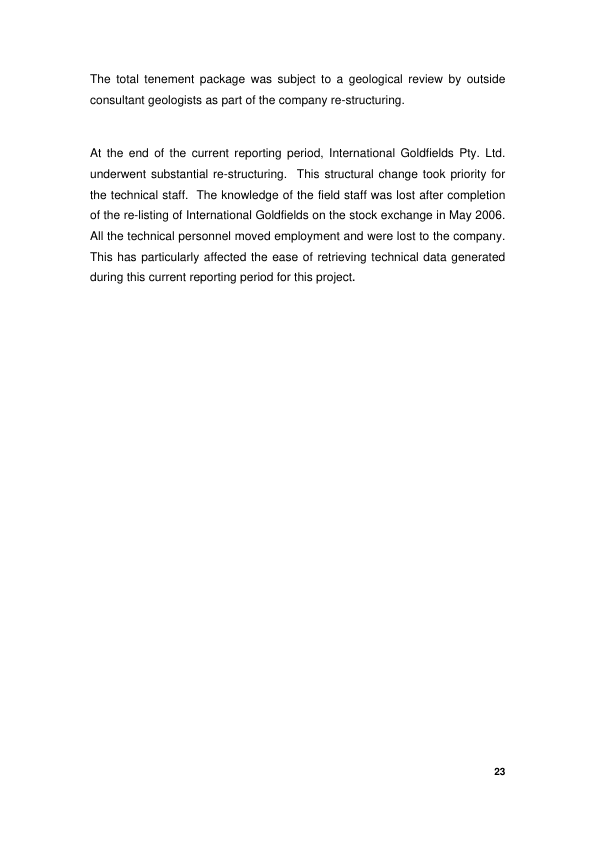 The total tenement package was subject to a geological review by outside
consultant geologists as part of the company re-structuring.
At the end of the current reporting period, International Goldfields Pty. Ltd.
underwent substantial re-structuring.  This structural change took priority for
the technical staff.  The knowledge of the field staff was lost after completion
of the re-listing of International Goldfields on the stock exchange in May 2006.
All the technical personnel moved employment and were lost to the company.
This has particularly affected the ease of retrieving technical data generated
during this current reporting period for this project.
23